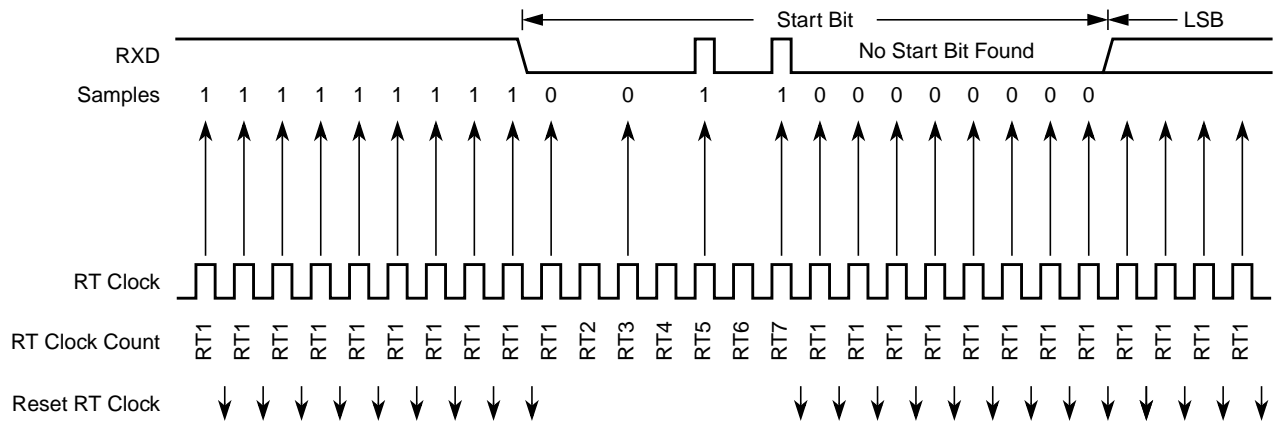 Start Bit LSB
RXD No Start Bit Found
Samples 1 1 1 1 1 1 1 1 1 0 0 1 1 0 0 0 0 0 0 0 0
RT Clock
RT Clock Count RT1 RT1 RT1 RT1 RT1 RT1 RT1 RT1 RT1 RT1 RT2 RT3 RT4 RT5 RT6 RT7 RT1 RT1 RT1 RT1 RT1 RT1 RT1 RT1 RT1 RT1 RT1 RT1
Reset RT Clock